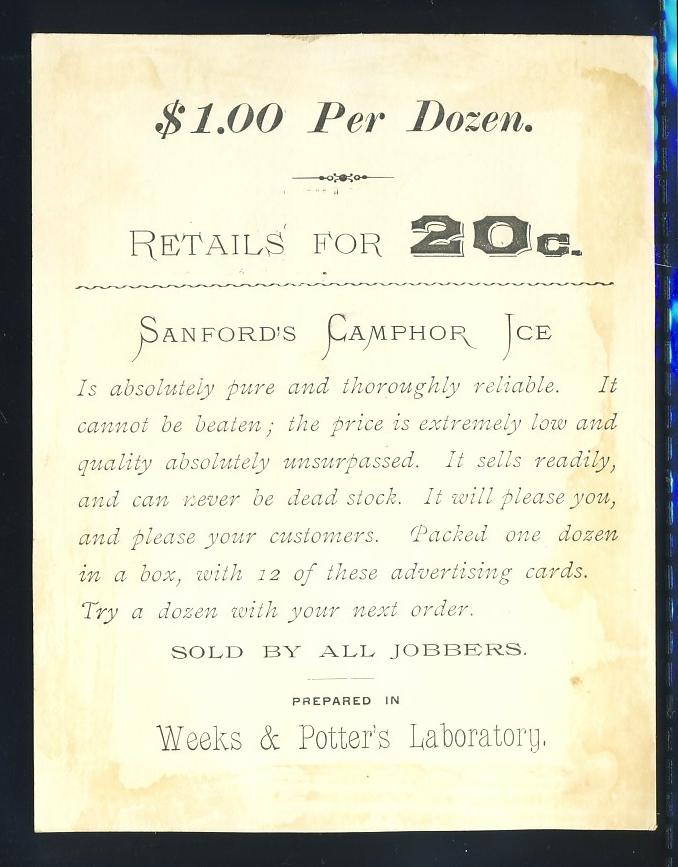 $1.00 Per Dozen.
Retails for 20c.
Sanford's Camphor Ice
Is absolutely pure and thoroughly reliable. It
cannot be beaten; the price is extremely low and
quality absolutely unsurpassed. It sells readily,
and can never be dead stock. It will please you,
and please your customers. Packed one dozen
in a box, with 12 of these advertising cards.
Try a dozen with your next order.
SOLD BY ALL JOBBERS.
PREPARED IN
Weeks & Potter's Laboratory.